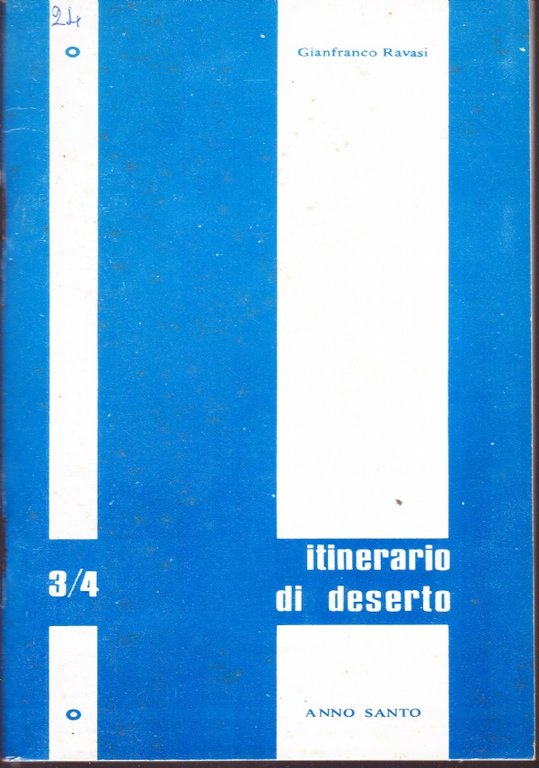 24
Gianfranco Ravasi
3/4
itinerario
di deserto
ANNO SANTO